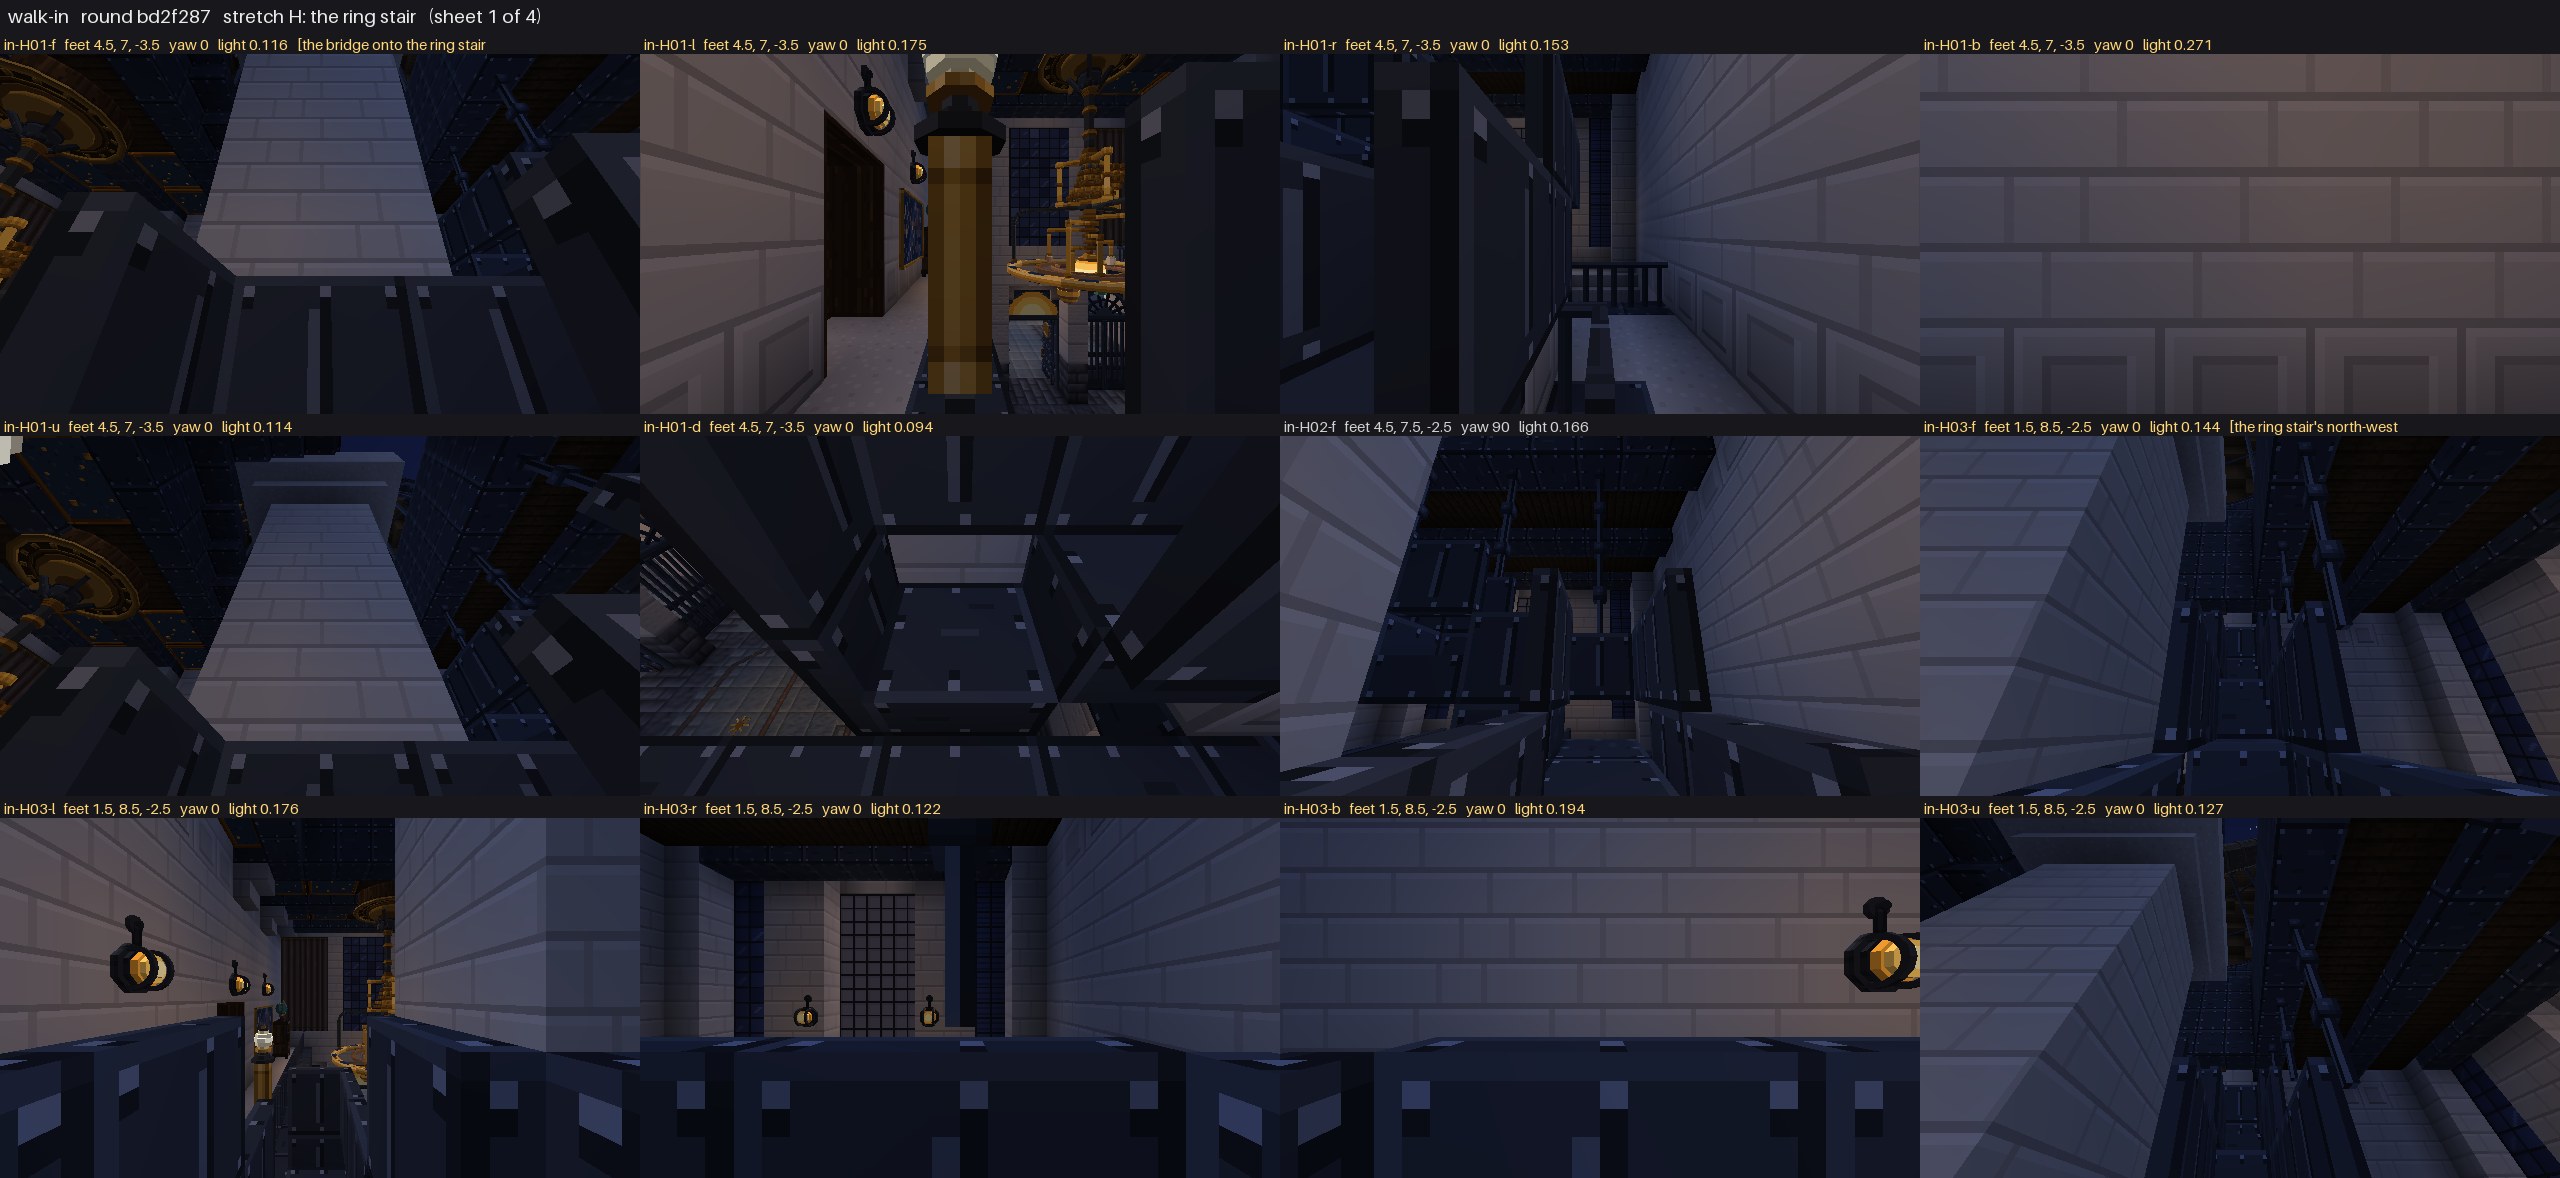 walk-in round bd2f287 stretch H: the ring stair (sheet 1 of 4)
in-H01-f feet 4.5, 7, -3.5 yaw 0 light 0.116 [the bridge onto the ring stair
in-H01-l feet 4.5, 7, -3.5 yaw 0 light 0.175
in-H01-r feet 4.5, 7, -3.5 yaw 0 light 0.153
in-H01-b feet 4.5, 7, -3.5 yaw 0 light 0.271
in-H01-u feet 4.5, 7, -3.5 yaw 0 light 0.114
in-H01-d feet 4.5, 7, -3.5 yaw 0 light 0.094
in-H02-f feet 4.5, 7.5, -2.5 yaw 90 light 0.166
in-H03-f feet 1.5, 8.5, -2.5 yaw 0 light 0.144 [the ring stair's north-west
in-H03-l feet 1.5, 8.5, -2.5 yaw 0 light 0.176
in-H03-r feet 1.5, 8.5, -2.5 yaw 0 light 0.122
in-H03-b feet 1.5, 8.5, -2.5 yaw 0 light 0.194
in-H03-u feet 1.5, 8.5, -2.5 yaw 0 light 0.127